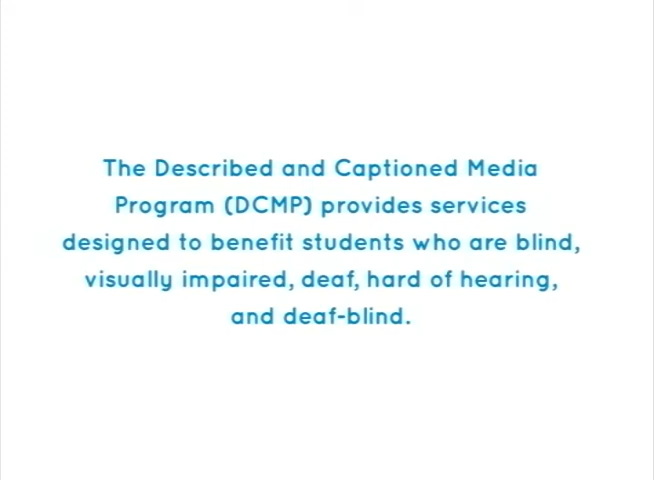 The Described and Captioned Media
Program (DCMP) provides services
designed to benefit students who are blind,
visually impaired, deaf, hard of hearing,
and deaf-blind.